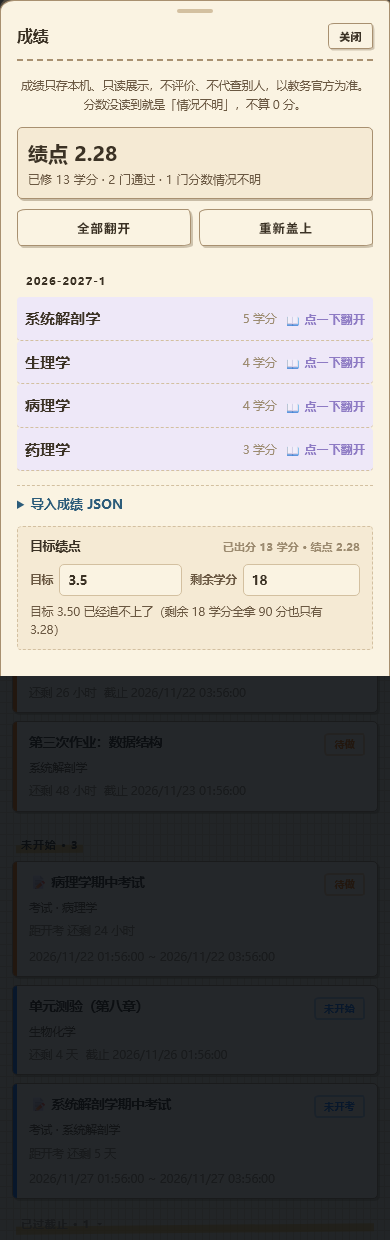 成绩
关闭
成绩只存本机、只读展示，不评价、不代查别人，以教务官方为准。
分数没读到就是「情况不明」，不算 0 分。
绩点 2.28
已修 13 学分 · 2 门通过 · 1 门分数情况不明
全部翻开
重新盖上
2026-2027-1
系统解剖学 5 学分 点一下翻开
生理学 4 学分 点一下翻开
病理学 4 学分 点一下翻开
药理学 3 学分 点一下翻开
导入成绩 JSON
目标绩点 已出分 13 学分 · 绩点 2.28
目标 3.5 剩余学分 18
目标 3.50 已经追不上了（剩余 18 学分全拿 90 分也只有
3.28）
还剩 26 小时 截止 2026/11/22 03:56:00
第三次作业：数据结构 待做
系统解剖学
还剩 48 小时 截止 2026/11/23 01:56:00
未开始 · 3
病理学期中考试 待做
考试 · 病理学
距开考 还剩 24 小时
2026/11/22 01:56:00 ~ 2026/11/22 03:56:00
单元测验（第八章） 未开始
生物化学
还剩 4 天 截止 2026/11/26 01:56:00
系统解剖学期中考试 未开考
考试 · 系统解剖学
距开考 还剩 5 天
2026/11/27 01:56:00 ~ 2026/11/27 03:56:00
已过截止 · 1